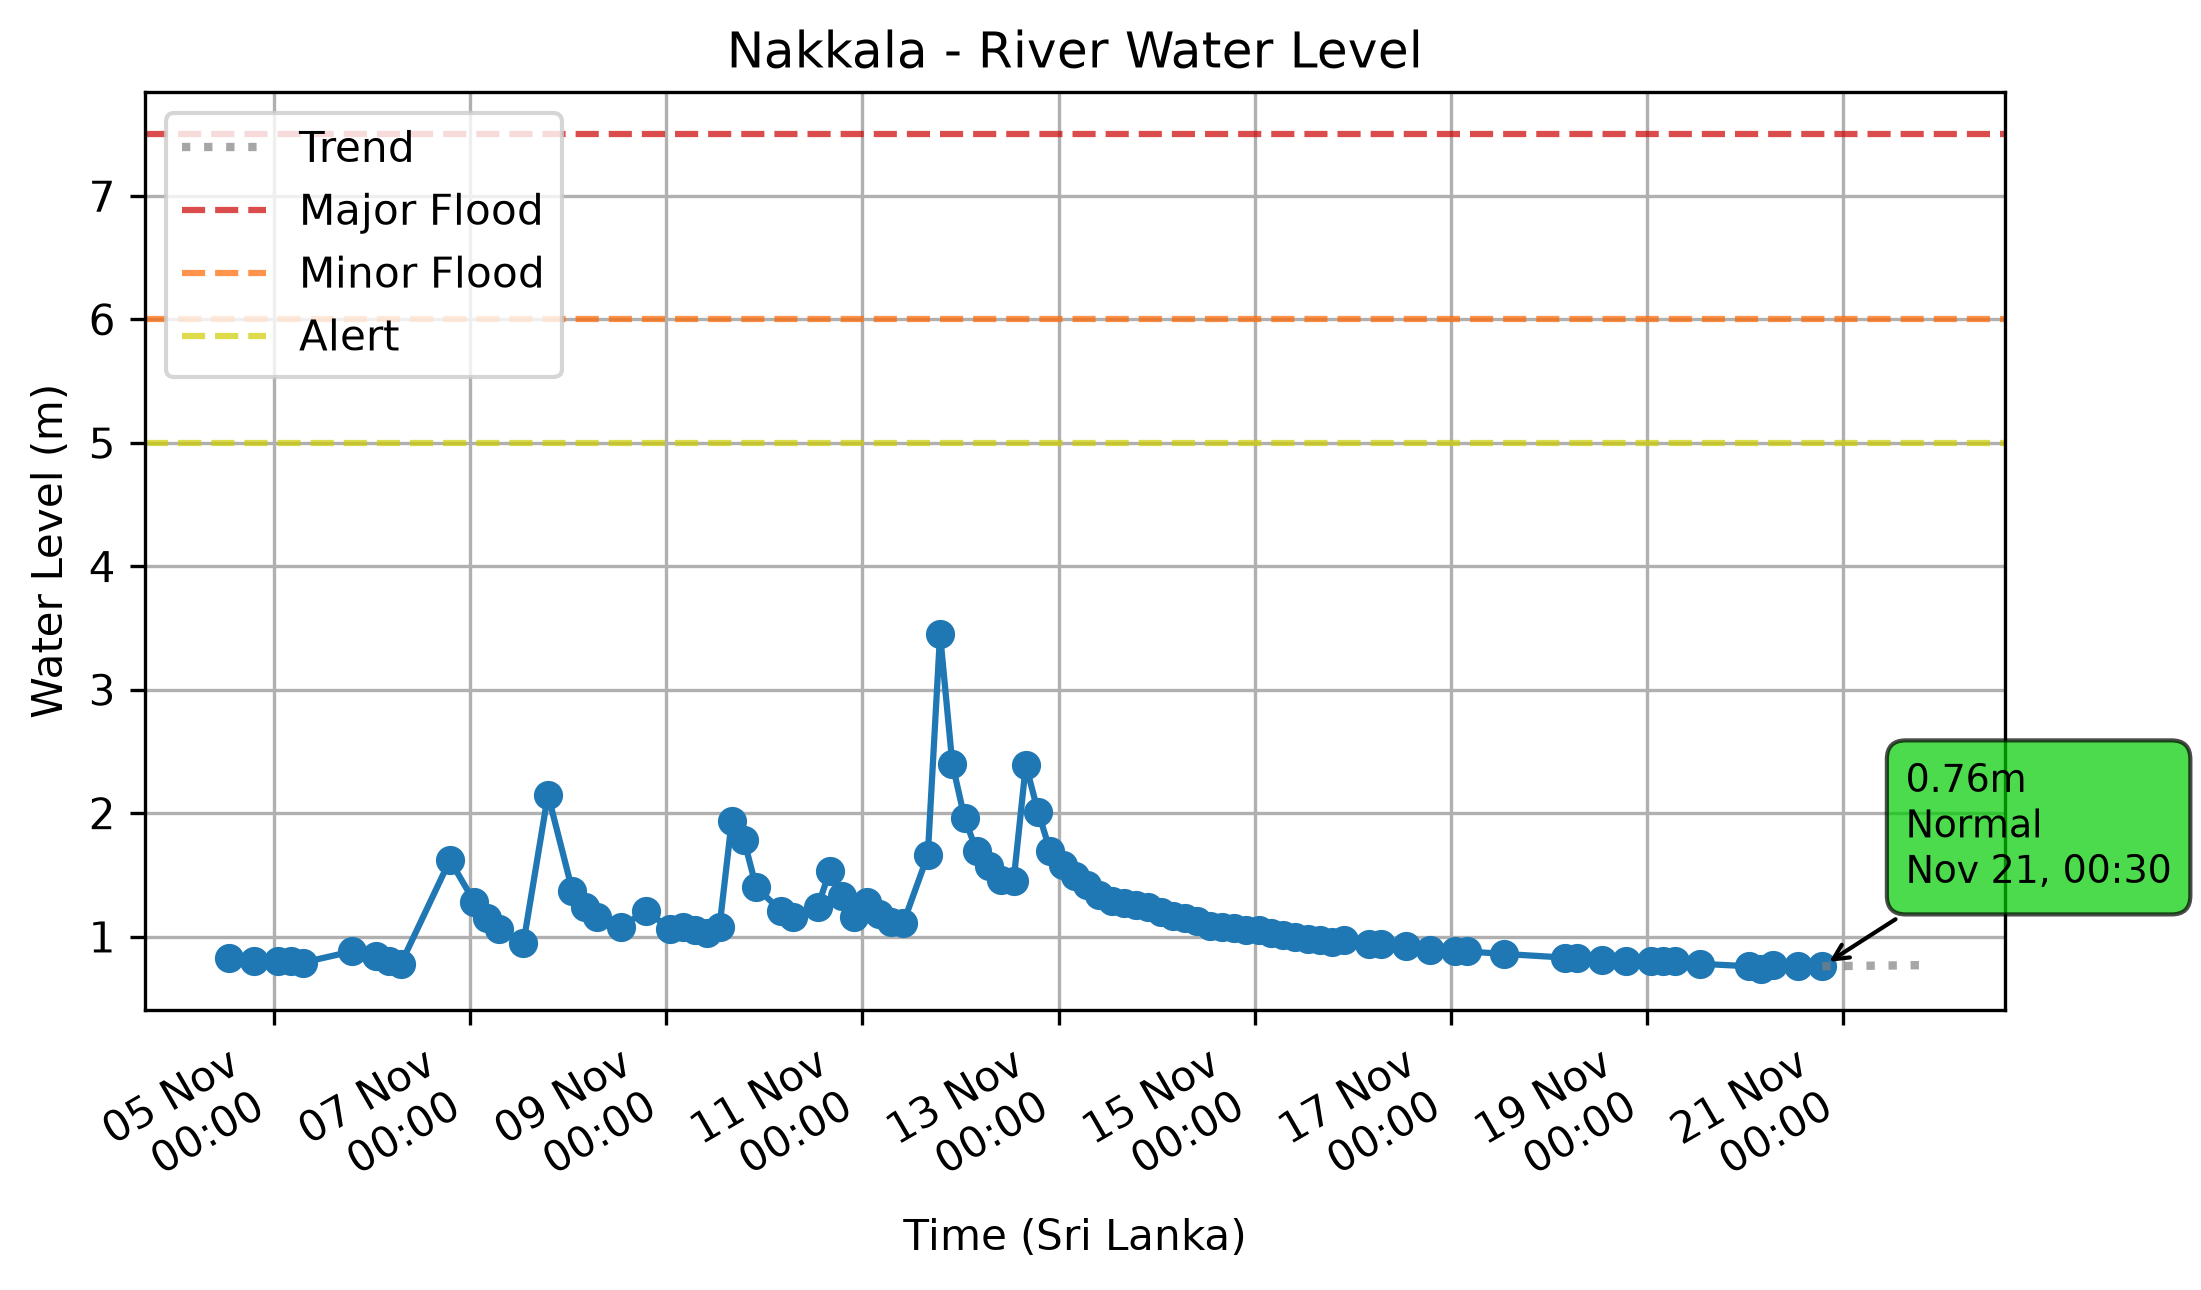 Nakkala - River Water Level
Trend
Major Flood
Minor Flood
Alert
Water Level (m)
7
6
5
4
3
2
1
0.76m
Normal
Nov 21, 00:30
05 Nov
00:00
07 Nov
00:00
09 Nov
00:00
11 Nov
00:00
13 Nov
00:00
15 Nov
00:00
17 Nov
00:00
19 Nov
00:00
21 Nov
00:00
Time (Sri Lanka)